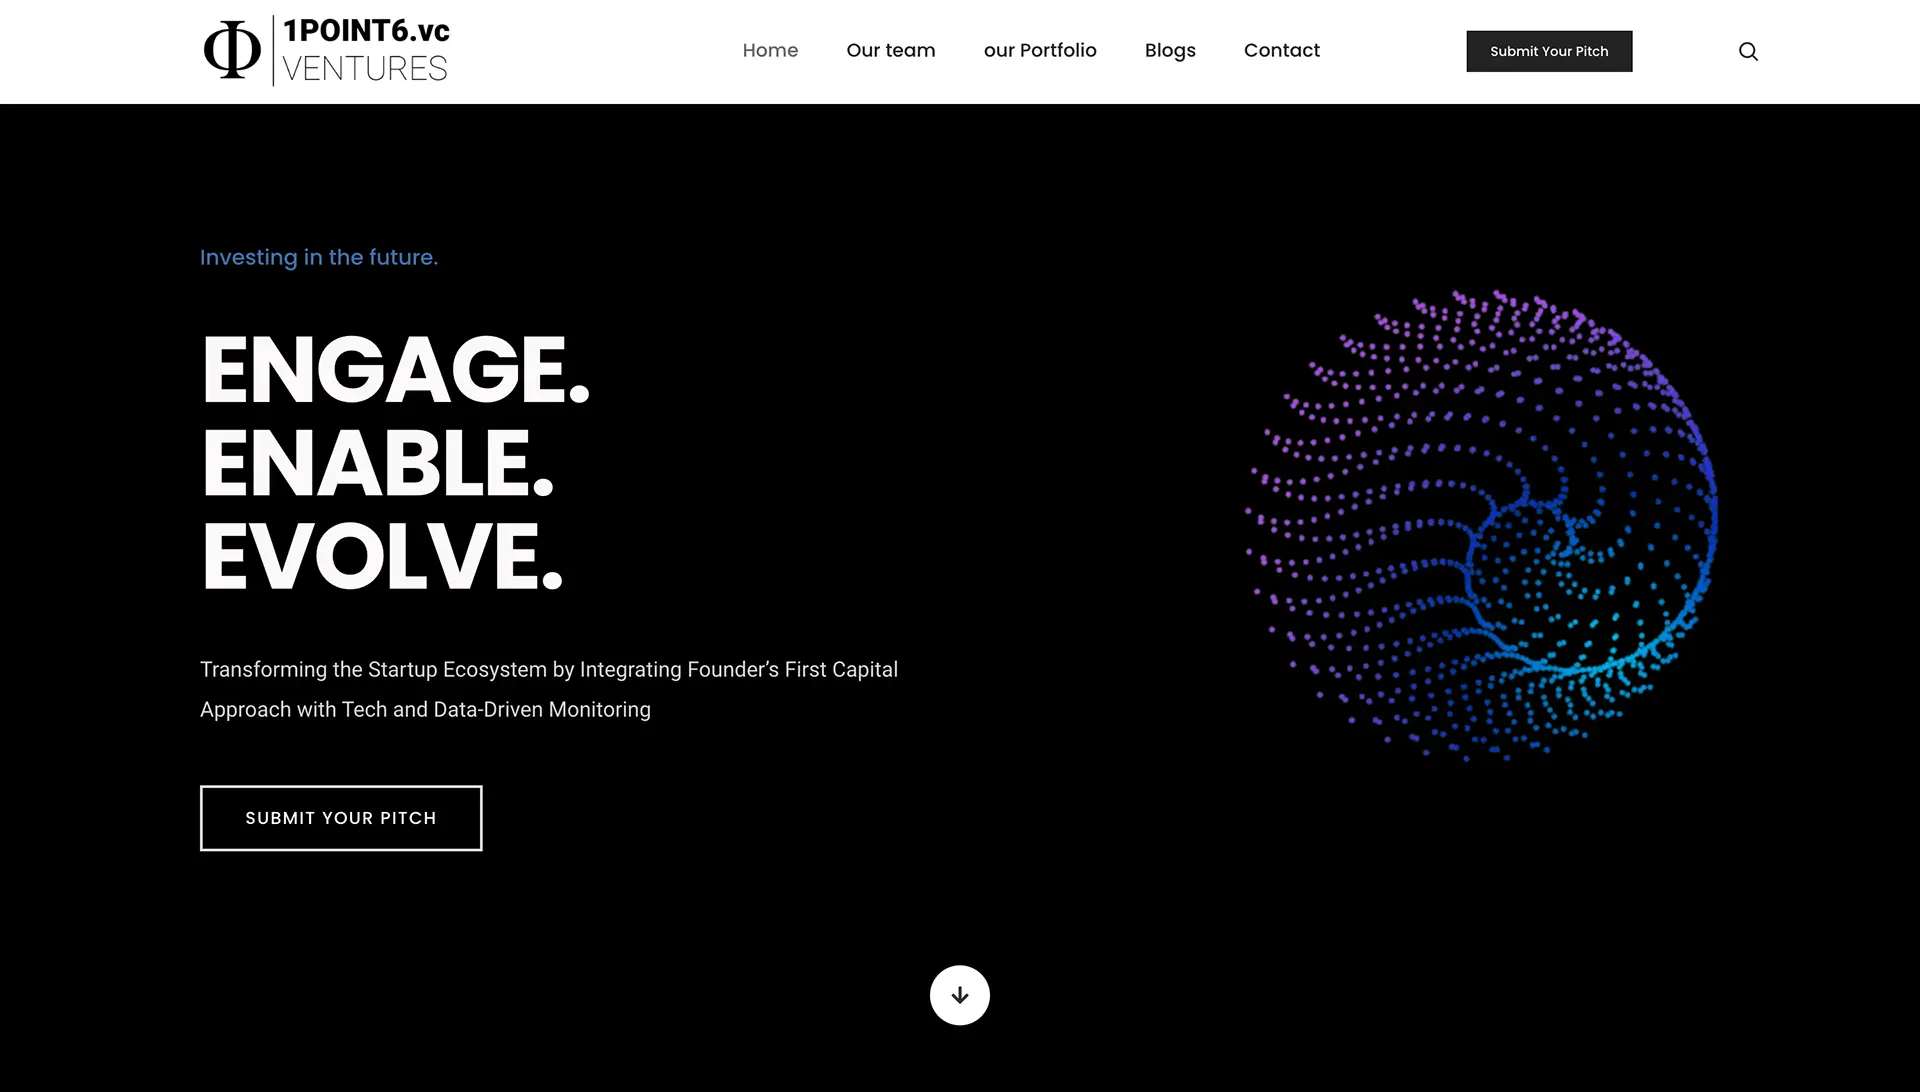 Φ 1POINT6.vc
VENTURES
Home Our team our Portfolio Blogs Contact Submit Your Pitch
Investing in the future.
ENGAGE.
ENABLE.
EVOLVE.
Transforming the Startup Ecosystem by Integrating Founder’s First Capital
Approach with Tech and Data-Driven Monitoring
SUBMIT YOUR PITCH